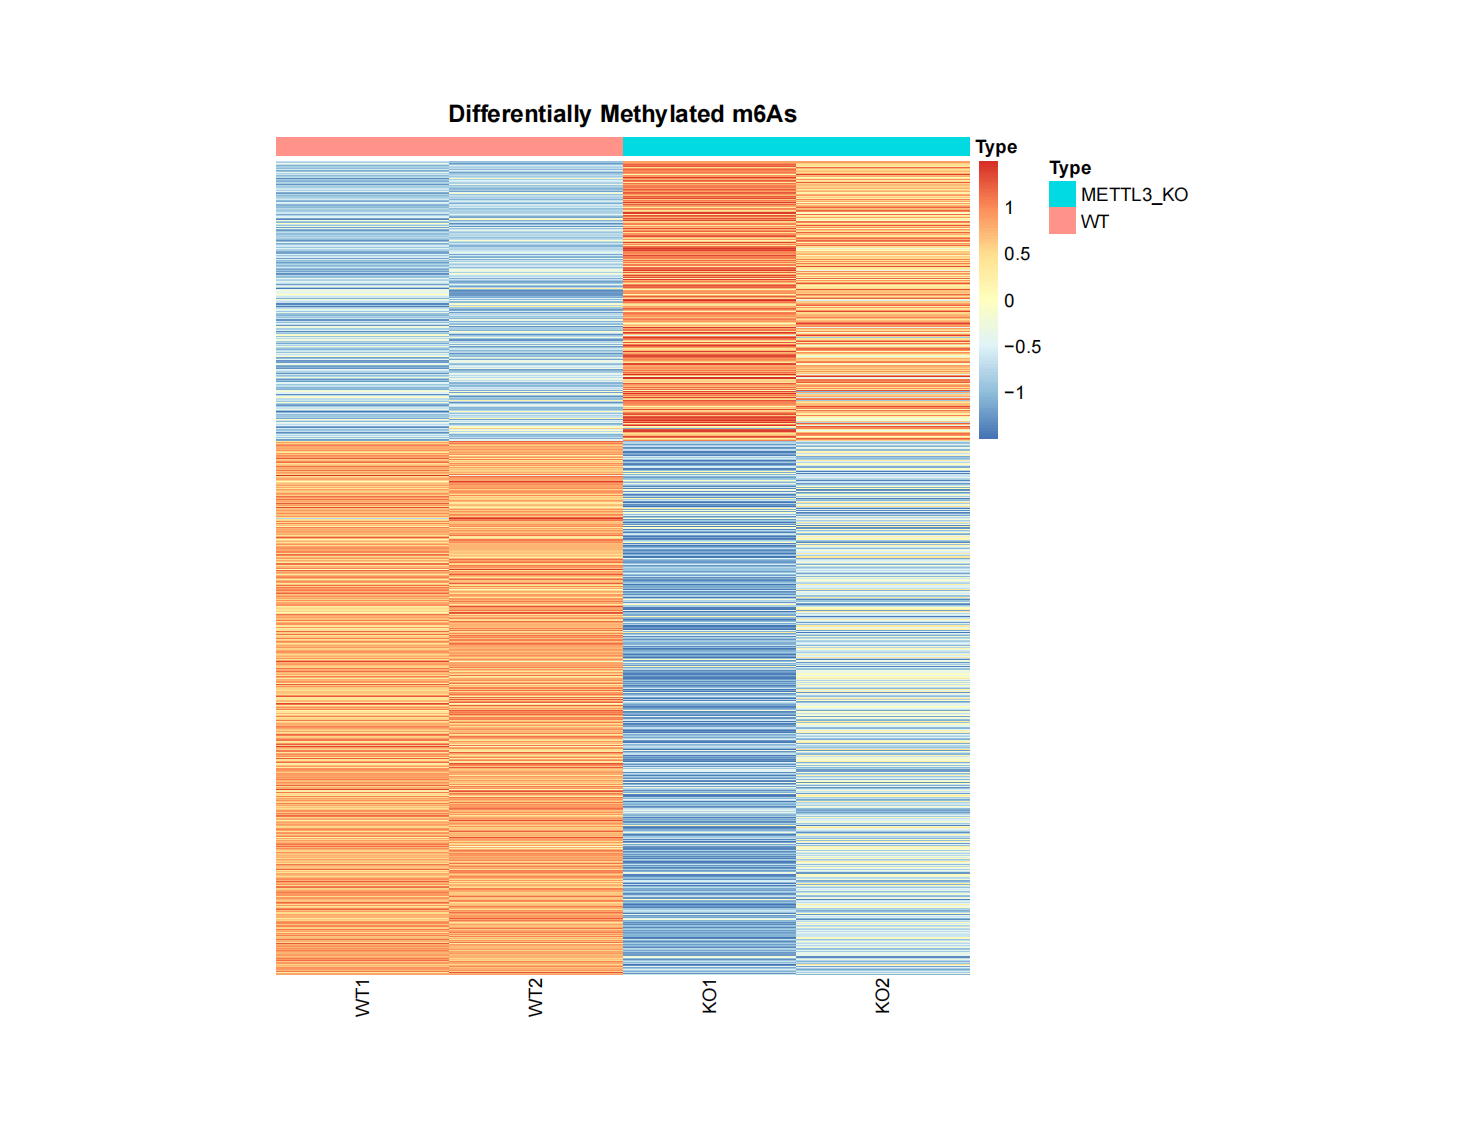 Differentially Methylated m6As
Type
1
0.5
0
−0.5
−1
Type
METTL3_KO
WT
WT1
WT2
KO1
KO2